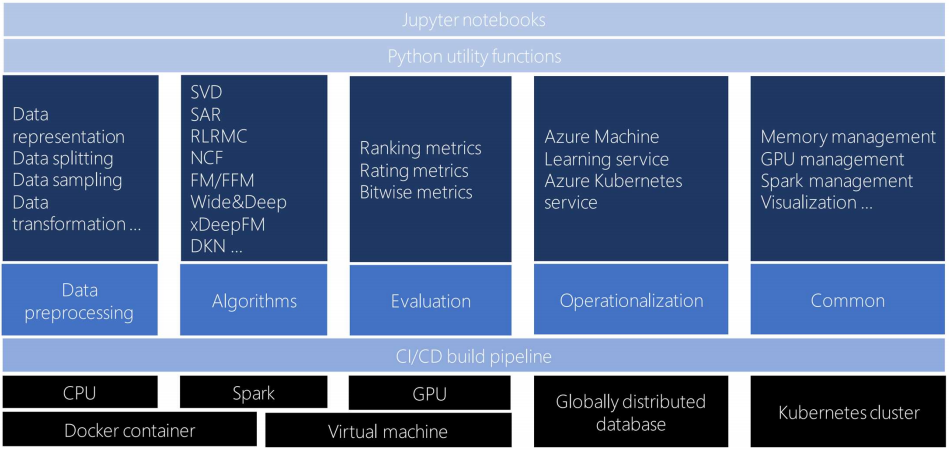 Jupyter notebooks
Python utility functions
Data
representation
Data splitting
Data sampling
Data
transformation ...
SVD
SAR
RLRMC
NCF
FM/FFM
Wide&Deep
xDeepFM
DKN ...
Ranking metrics
Rating metrics
Bitwise metrics
Azure Machine
Learning service
Azure Kubernetes
service
Memory management
GPU management
Spark management
Visualization ...
Data
preprocessing
Algorithms
Evaluation
Operationalization
Common
CI/CD build pipeline
CPU
Spark
GPU
Globally distributed
database
Kubernetes cluster
Docker container
Virtual machine